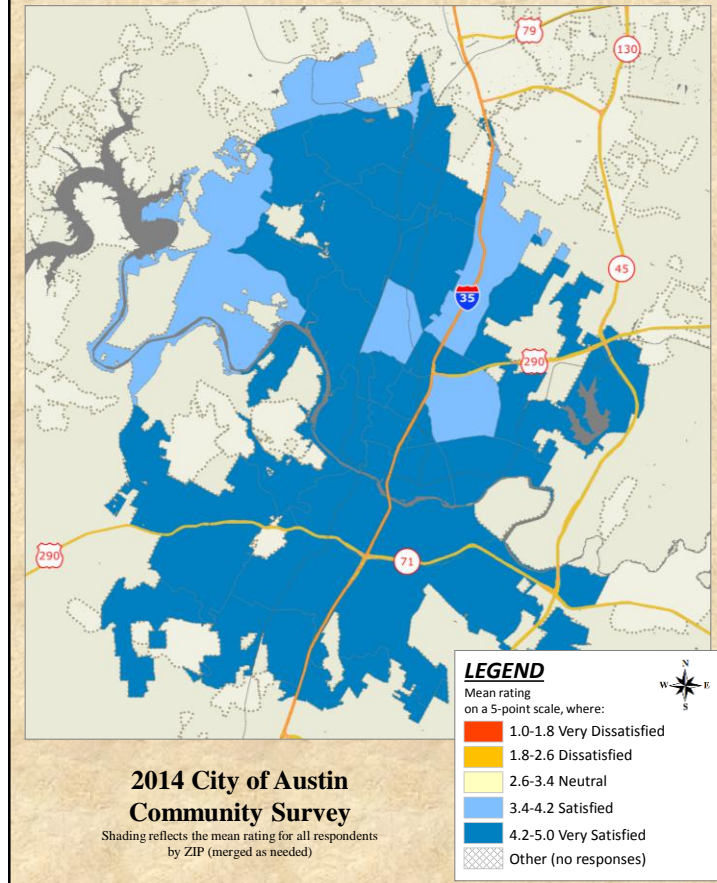 79
130
45
35
290
290
71
LEGEND
Mean rating
on a 5-point scale, where:
1.0-1.8 Very Dissatisfied
1.8-2.6 Dissatisfied
2.6-3.4 Neutral
3.4-4.2 Satisfied
4.2-5.0 Very Satisfied
Other (no responses)
N
W E
S
2014 City of Austin
Community Survey
Shading reflects the mean rating for all respondents
by ZIP (merged as needed)